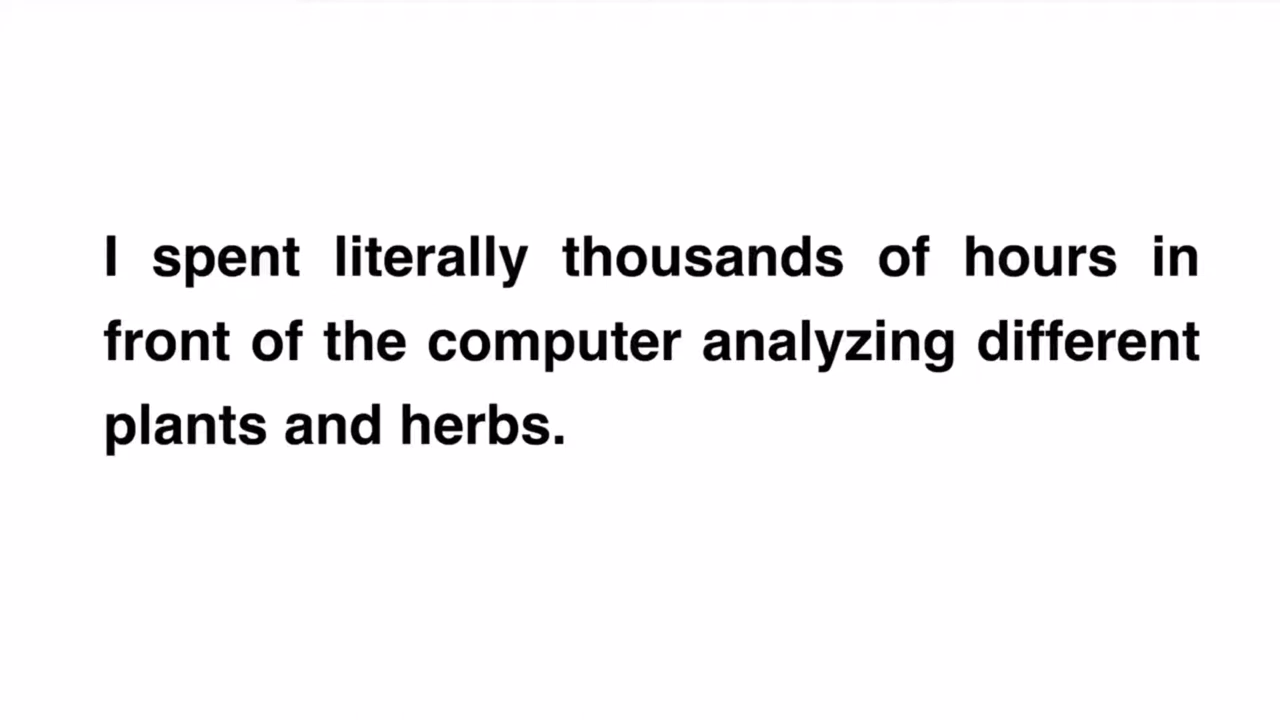 I spent literally thousands of hours in
front of the computer analyzing different
plants and herbs.